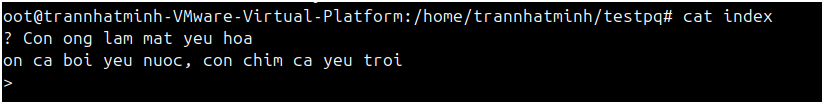 oot@trannhatminh-VMware-Virtual-Platform:/home/trannhatminh/testpq# cat index
? Con ong lam mat yeu hoa
on ca boi yeu nuoc, con chim ca yeu troi
>